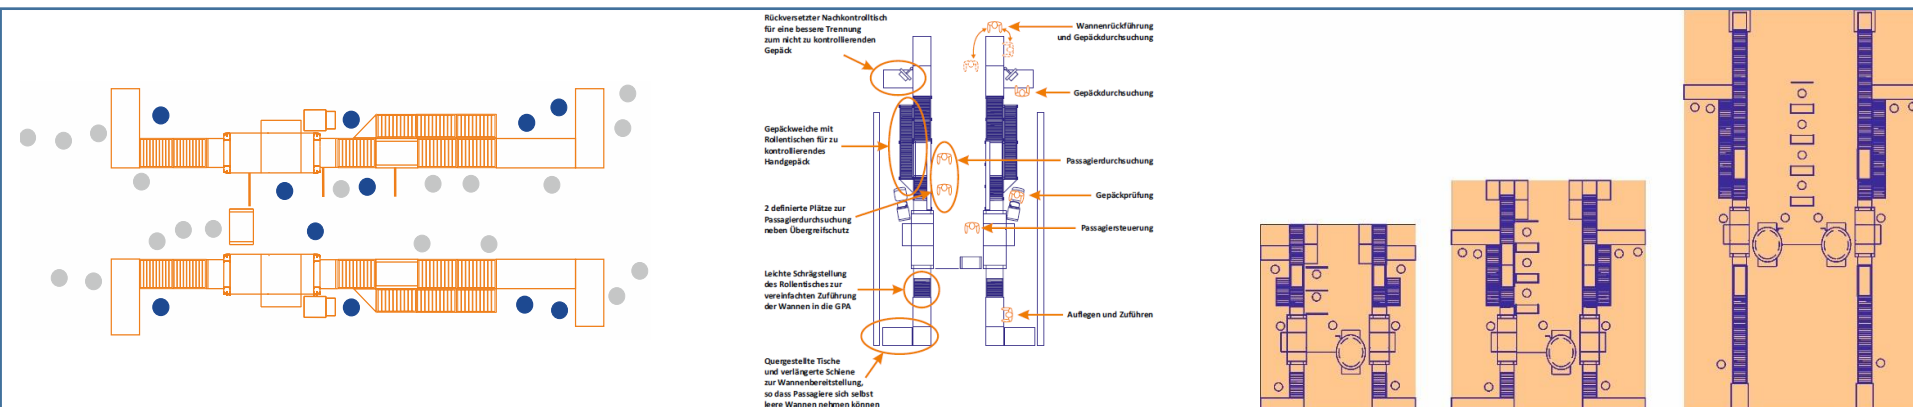 Rückversetzter Nachkontrolltisch
für eine bessere Trennung
zum nicht zu kontrollierenden
Gepäck
Gepäckweiche mit
Rollentischen für zu
kontrollierendes
Handgepäck
2 definierte Plätze zur
Passagierdurchsuchung
neben Übergreifschutz
Leichte Schrägstellung
des Rollentisches zur
vereinfachten Zuführung
der Wannen in die GPA
Quergestellte Tische
und verlängerte Schiene
zur Wannenbereitstellung,
so dass Passagiere sich selbst
leere Wannen nehmen können
Wannenrückführung
und Gepäckdurchsuchung
Gepäckdurchsuchung
Passagierdurchsuchung
Gepäckprüfung
Passagiersteuerung
Auflegen und Zuführen